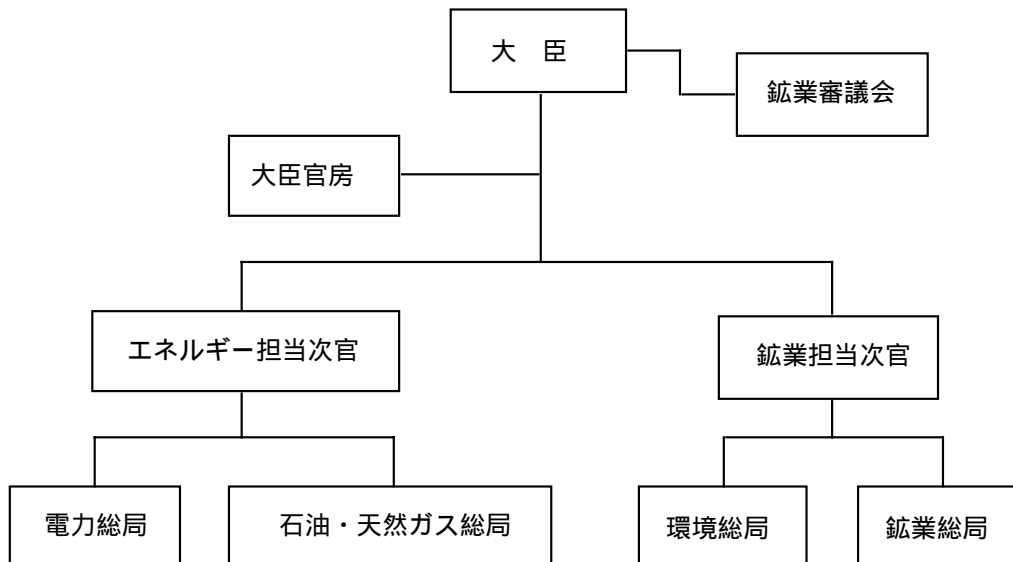 大　臣
鉱業審議会
大臣官房
エネルギー担当次官
鉱業担当次官
電力総局
石油・天然ガス総局
環境総局
鉱業総局